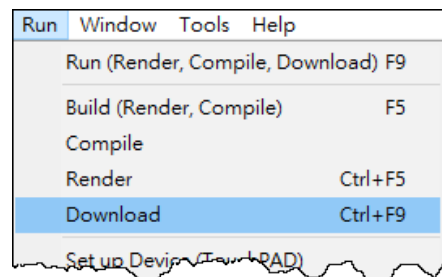 Run Window Tools Help
Run (Render, Compile, Download) F9
Build (Render, Compile) F5
Compile
Render Ctrl+F5
Download Ctrl+F9
Set up Device (TouchPAD)